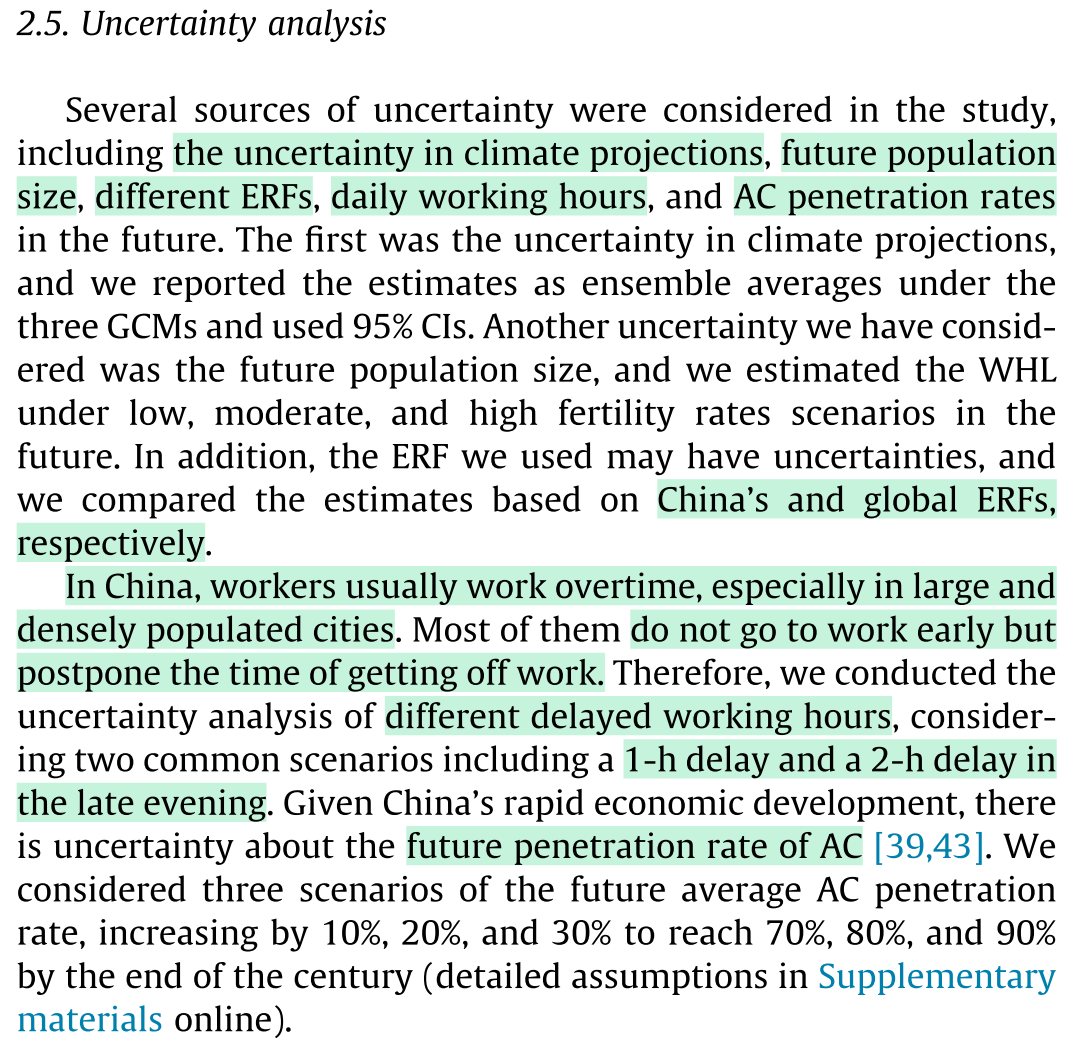 2.5. Uncertainty analysis
Several sources of uncertainty were considered in the study,
including the uncertainty in climate projections, future population
size, different ERFs, daily working hours, and AC penetration rates
in the future. The first was the uncertainty in climate projections,
and we reported the estimates as ensemble averages under the
three GCMs and used 95% CIs. Another uncertainty we have consid-
ered was the future population size, and we estimated the WHL
under low, moderate, and high fertility rates scenarios in the
future. In addition, the ERF we used may have uncertainties, and
we compared the estimates based on China's and global ERFs,
respectively.
In China, workers usually work overtime, especially in large and
densely populated cities. Most of them do not go to work early but
postpone the time of getting off work. Therefore, we conducted the
uncertainty analysis of different delayed working hours, consider-
ing two common scenarios including a 1-h delay and a 2-h delay in
the late evening. Given China's rapid economic development, there
is uncertainty about the future penetration rate of AC [39,43]. We
considered three scenarios of the future average AC penetration
rate, increasing by 10%, 20%, and 30% to reach 70%, 80%, and 90%
by the end of the century (detailed assumptions in Supplementary
materials online).